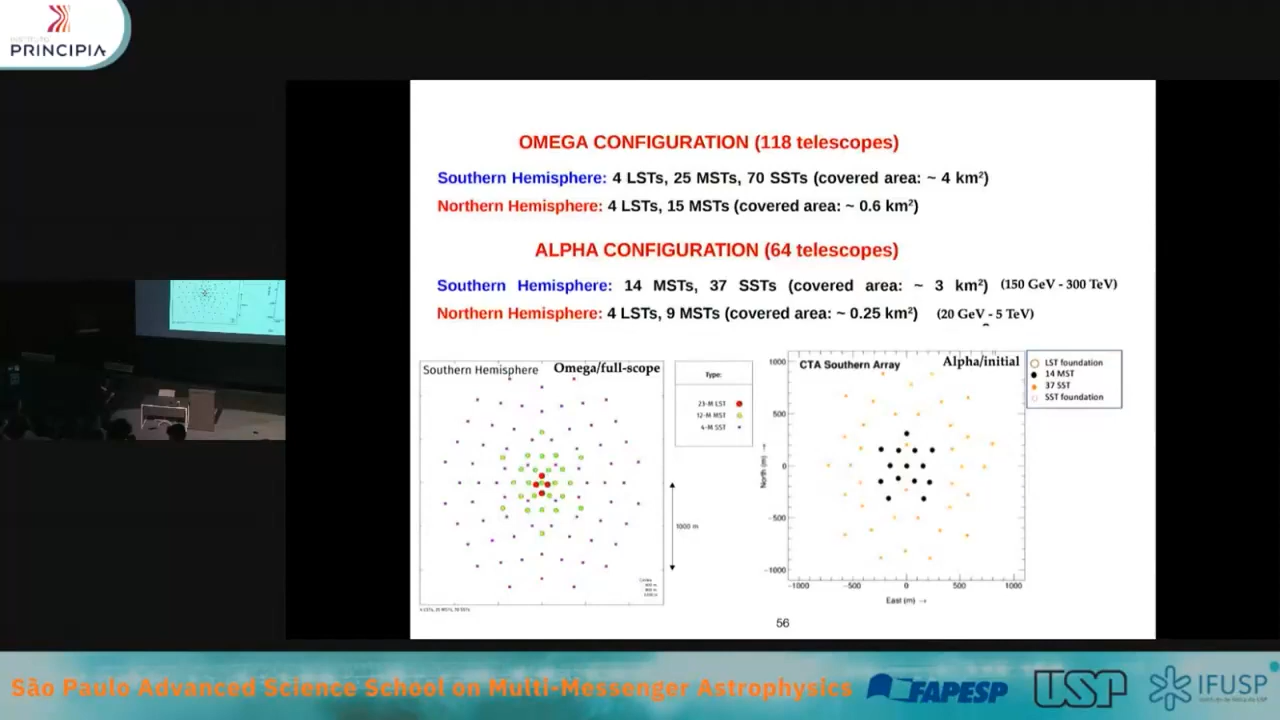 INSTITUTO
PRINCIPIA
OMEGA CONFIGURATION (118 telescopes)
Southern Hemisphere: 4 LSTs, 25 MSTs, 70 SSTs (covered area: ~ 4 km²)
Northern Hemisphere: 4 LSTs, 15 MSTs (covered area: ~ 0.6 km²)
ALPHA CONFIGURATION (64 telescopes)
Southern Hemisphere: 14 MSTs, 37 SSTs (covered area: ~ 3 km²) (150 GeV - 300 TeV)
Northern Hemisphere: 4 LSTs, 9 MSTs (covered area: ~ 0.25 km²) (20 GeV - 5 TeV)
Southern Hemisphere Omega/full-scope
Type:
23-M LST
12-M MST
4-M SST
1000 m
CTA Southern Array Alpha/initial
LST foundation
14 MST
37 SST
SST foundation
1000
500
0
-500
-1000
North (m) →
-1000 -500 0 500 1000
East (m) →
56
São Paulo Advanced Science School on Multi-Messenger Astrophysics
FAPESP
USP
IFUSP